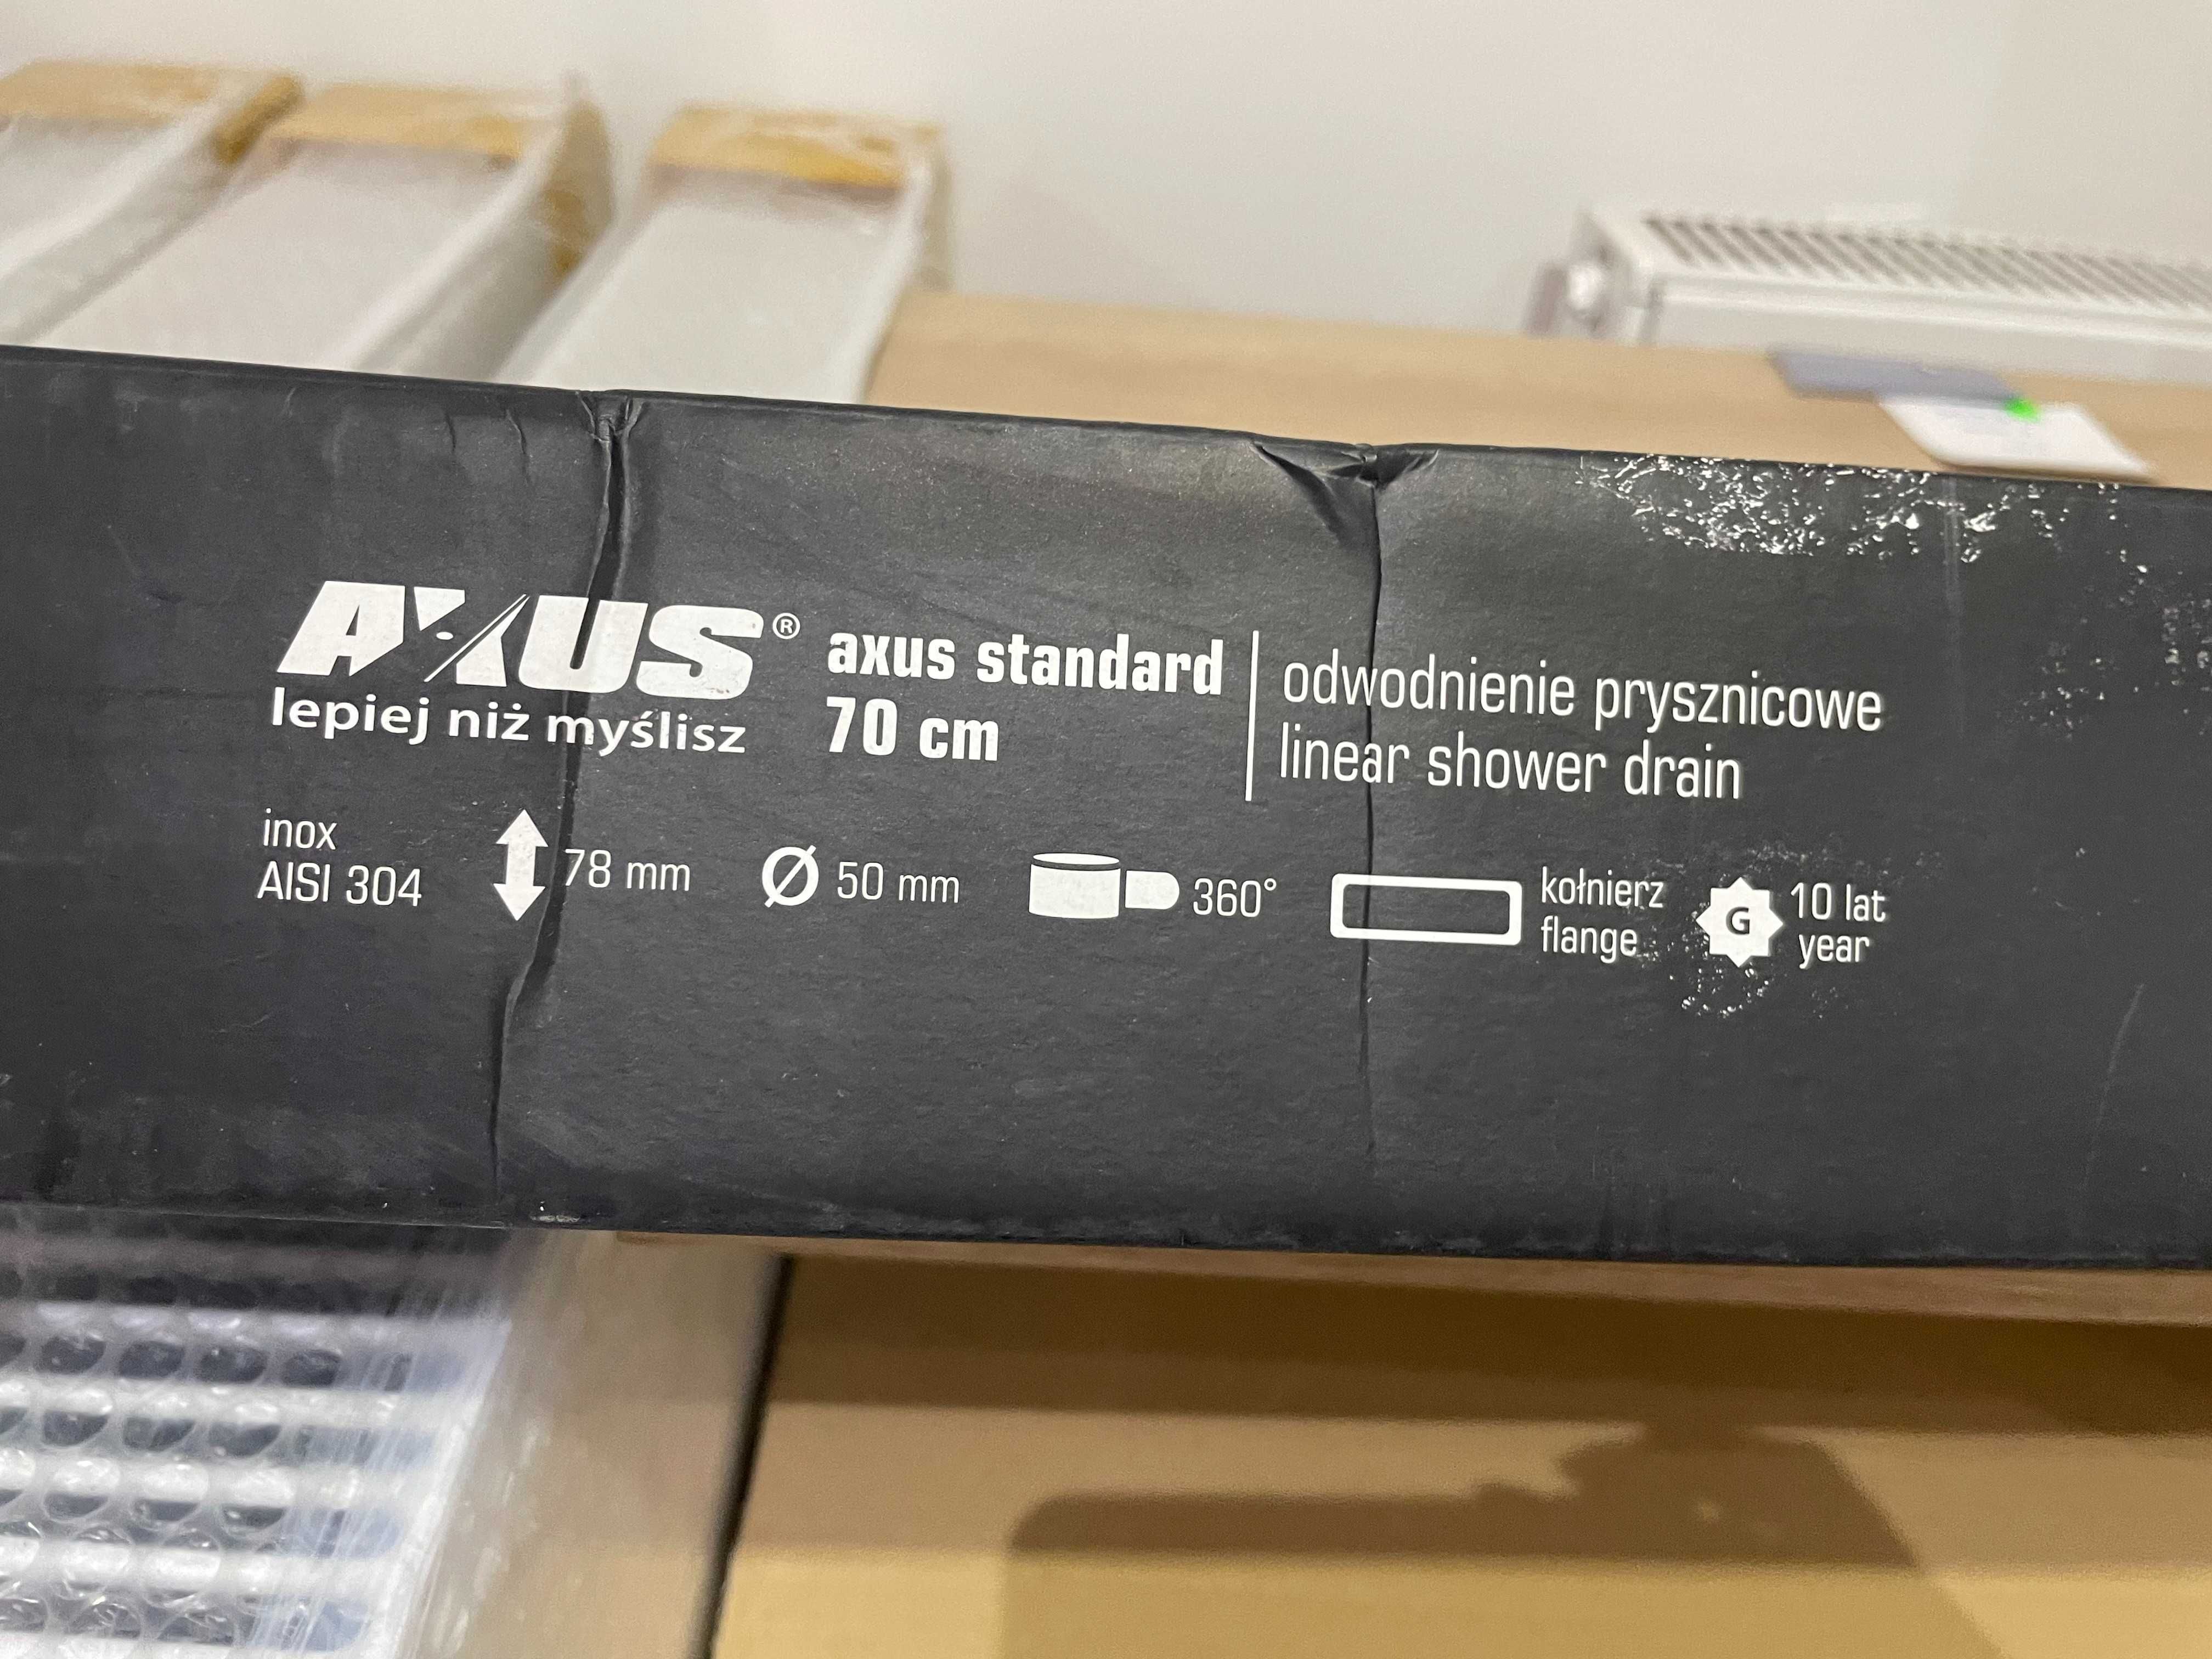 AXUS®
lepiej niż myślisz
axus standard
70 cm
odwodnienie prysznicowe
linear shower drain
inox
AISI 304
78 mm
Ø 50 mm
360°
kołnierz
flange
G
10 lat
year